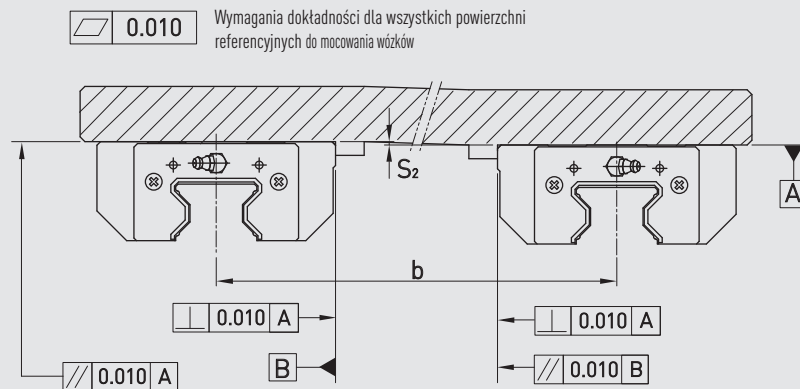 0.010 Wymagania dokładności dla wszystkich powierzchni
referencyjnych do mocowania wózków
S2
A
b
0.010 A
0.010 A
B
0.010 A
0.010 B